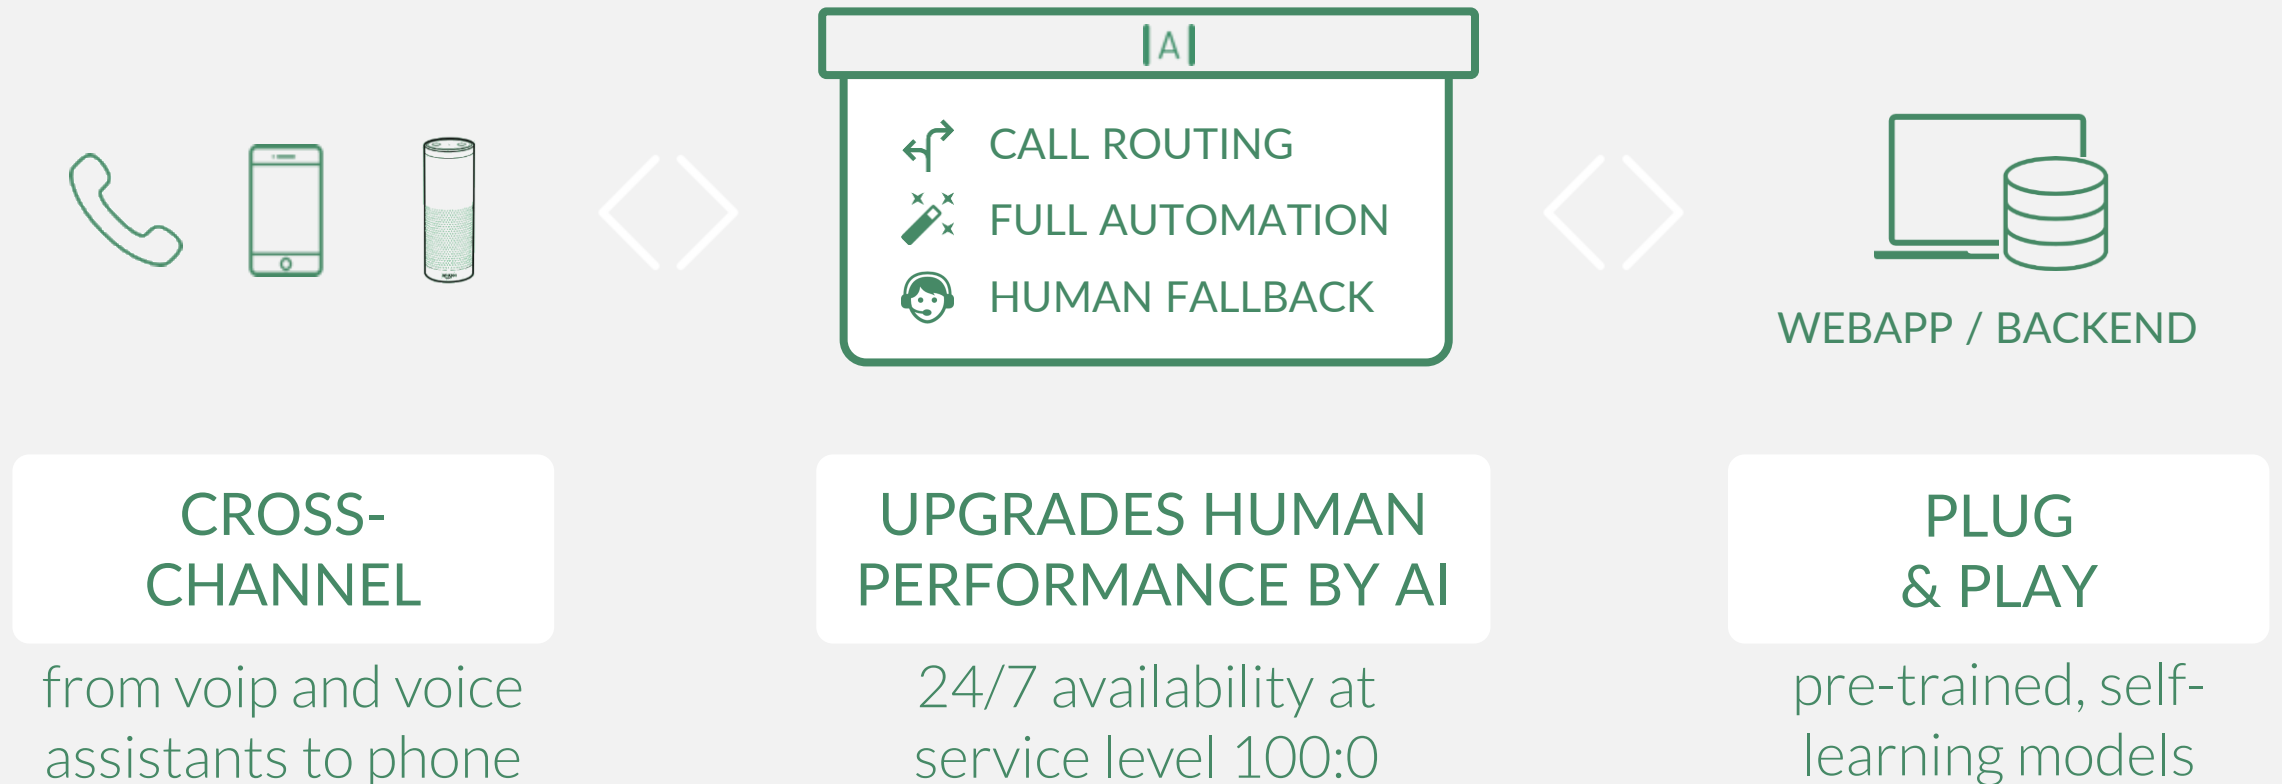 |A|
CALL ROUTING
FULL AUTOMATION
HUMAN FALLBACK
WEBAPP / BACKEND
CROSS-
CHANNEL
from voip and voice
assistants to phone
UPGRADES HUMAN
PERFORMANCE BY AI
24/7 availability at
service level 100:0
PLUG
& PLAY
pre-trained, self-
learning models